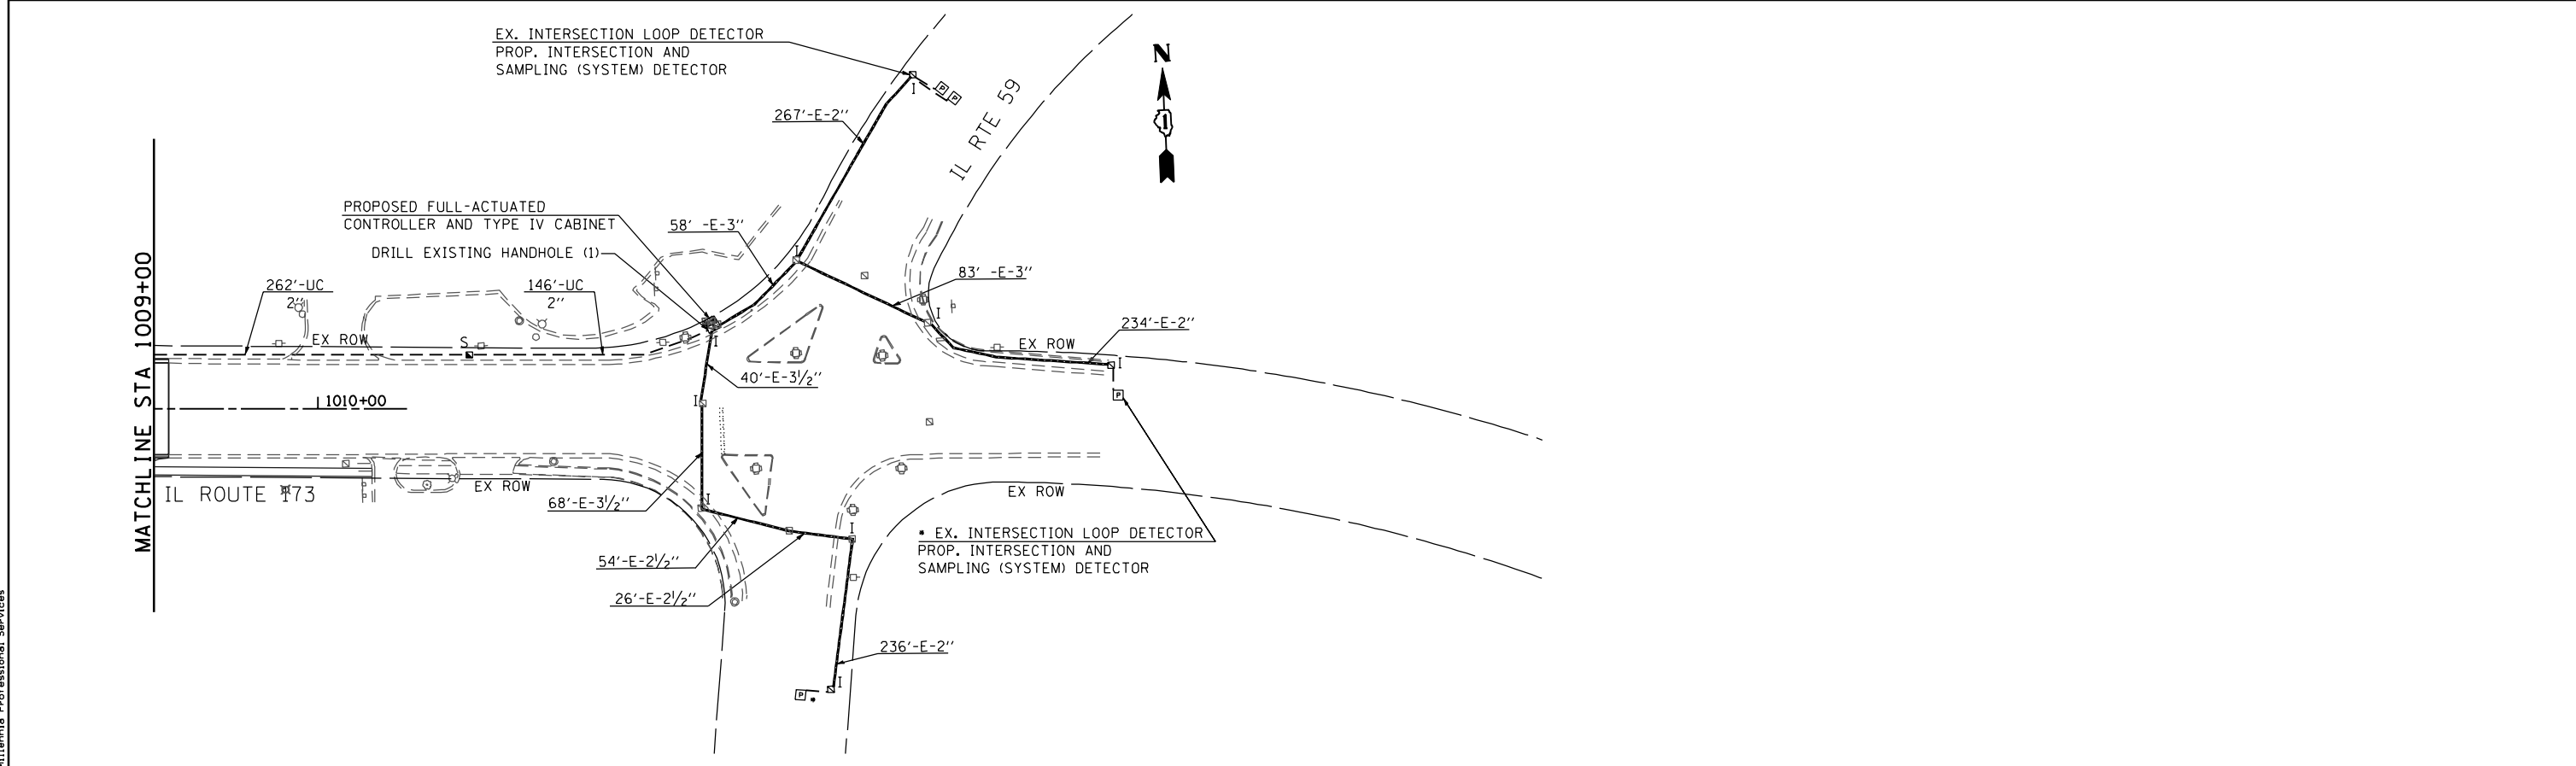 EX. INTERSECTION LOOP DETECTOR
PROP. INTERSECTION AND
SAMPLING (SYSTEM) DETECTOR
N
1
I
P
P
267'-E-2''
IL RTE 59
PROPOSED FULL-ACTUATED
CONTROLLER AND TYPE IV CABINET
58' -E-3''
DRILL EXISTING HANDHOLE (1)
I
83' -E-3''
262'-UC
2''
146'-UC
2''
I
234'-E-2''
EX ROW
S
I
EX ROW
I
40'-E-3½''
P
MATCHLINE STA 1009+00
1010+00
I
IL ROUTE 173
EX ROW
68'-E-3½''
I
EX ROW
I
* EX. INTERSECTION LOOP DETECTOR
PROP. INTERSECTION AND
SAMPLING (SYSTEM) DETECTOR
54'-E-2½''
26'-E-2½''
236'-E-2''
P
*
I
Millennia Professional Services